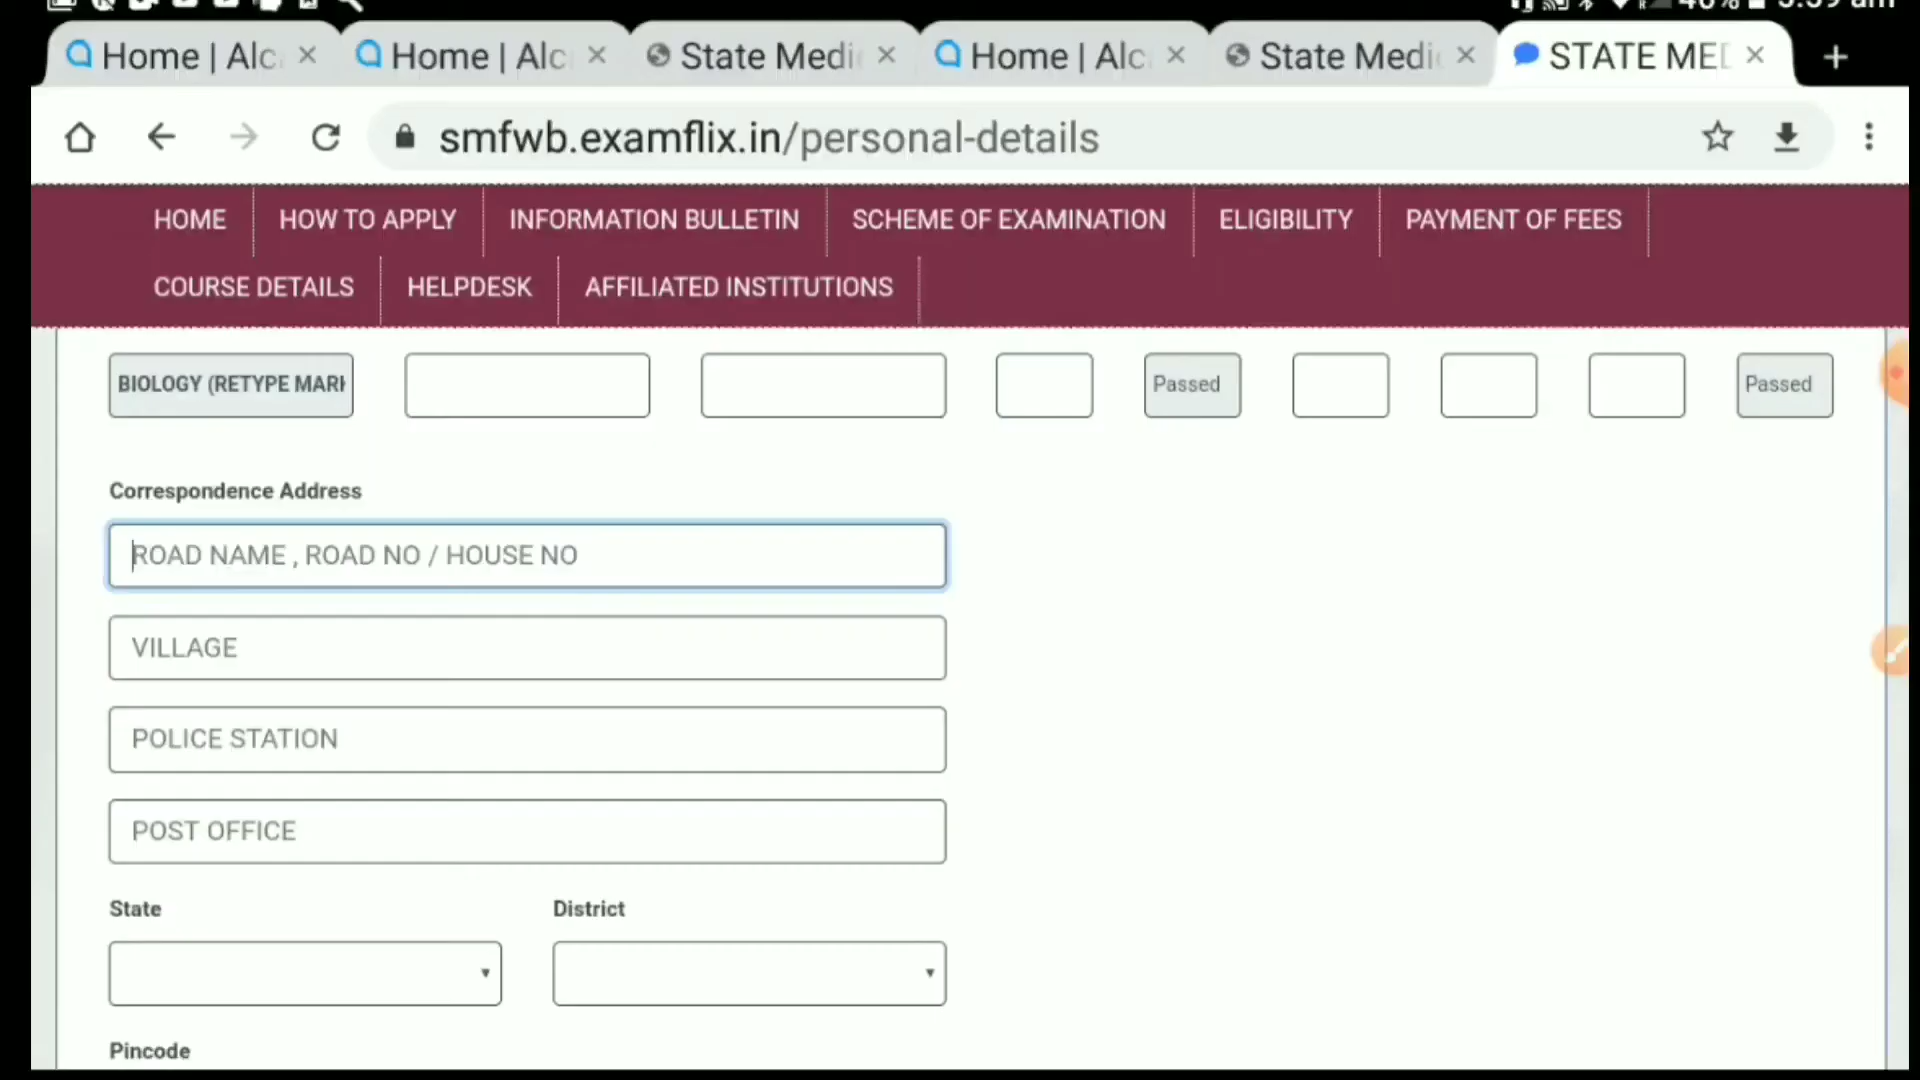 Home | Alc
Home | Alc
State Medi
Home | Alc
State Medi
STATE MED
smfwb.examflix.in/personal-details
HOME
HOW TO APPLY
INFORMATION BULLETIN
SCHEME OF EXAMINATION
ELIGIBILITY
PAYMENT OF FEES
COURSE DETAILS
HELPDESK
AFFILIATED INSTITUTIONS
BIOLOGY (RETYPE MARK
Passed
Passed
Correspondence Address
ROAD NAME , ROAD NO / HOUSE NO
VILLAGE
POLICE STATION
POST OFFICE
State
District
Pincode